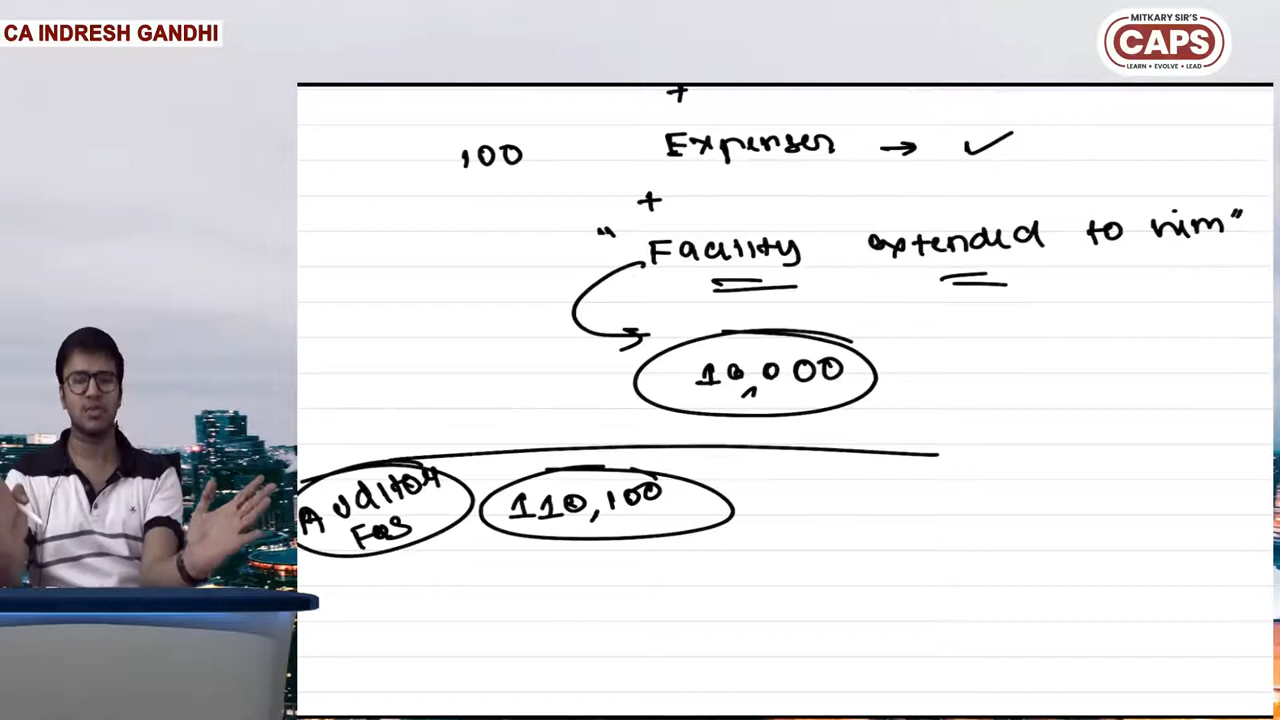 CA INDRESH GANDHI
MITKARY SIR'S
CAPS
LEARN • EVOLVE • LEAD
+
100 Expenses → ✓
+
"Facility extended to him"
10,000
Auditor Fees 110,100